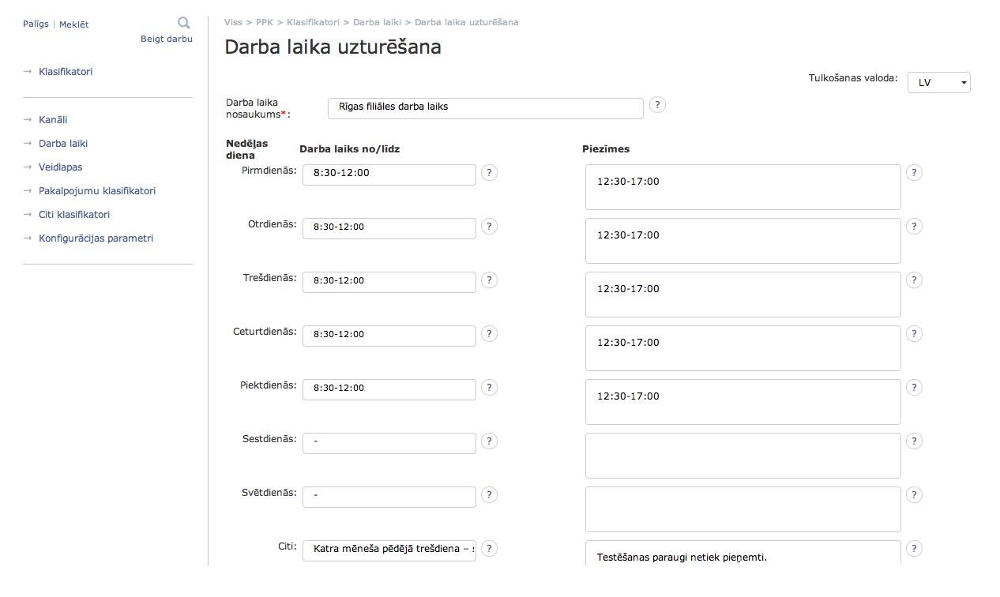 Palīgs | Meklēt
Beigt darbu
→ Klasifikatori
→ Kanāli
→ Darba laiki
→ Veidlapas
→ Pakalpojumu klasifikatori
→ Citi klasifikatori
→ Konfigurācijas parametri
Viss > PPK > Klasifikatori > Darba laiki > Darba laika uzturēšana
Darba laika uzturēšana
Tulkošanas valoda: LV
Darba laika
nosaukums*: Rīgas filiāles darba laiks ?
Nedēļas
diena Darba laiks no/līdz Piezīmes
Pirmdienās: 8:30-12:00 ? 12:30-17:00 ?
Otrdienās: 8:30-12:00 ? 12:30-17:00 ?
Trešdienās: 8:30-12:00 ? 12:30-17:00 ?
Ceturtdienās: 8:30-12:00 ? 12:30-17:00 ?
Piektdienās: 8:30-12:00 ? 12:30-17:00 ?
Sestdienās: - ? ?
Svētdienās: - ? ?
Citi: Katra mēneša pēdējā trešdiena – ? Testēšanas paraugi netiek pieņemti. ?